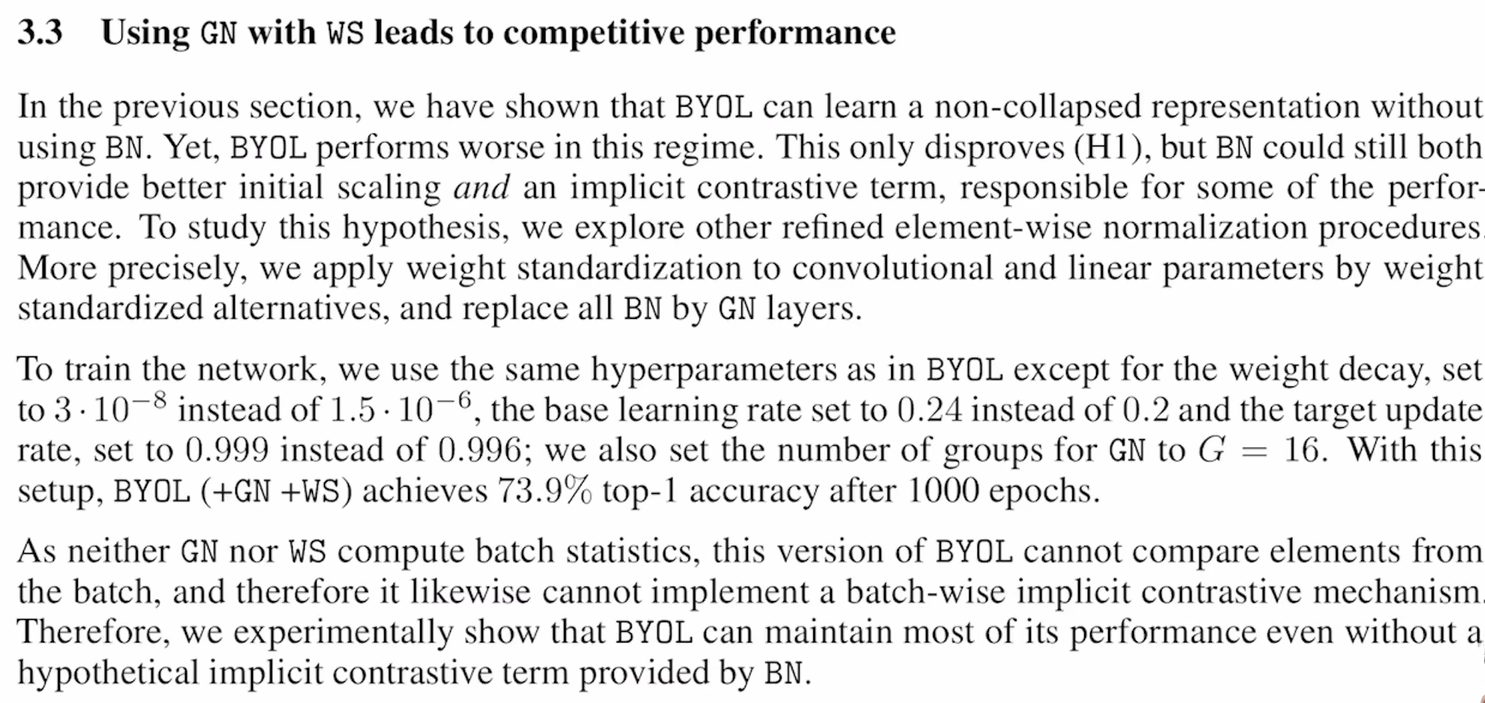 3.3 Using GN with WS leads to competitive performance
In the previous section, we have shown that BYOL can learn a non-collapsed representation without
using BN. Yet, BYOL performs worse in this regime. This only disproves (H1), but BN could still both
provide better initial scaling and an implicit contrastive term, responsible for some of the perfor-
mance. To study this hypothesis, we explore other refined element-wise normalization procedures.
More precisely, we apply weight standardization to convolutional and linear parameters by weight
standardized alternatives, and replace all BN by GN layers.
To train the network, we use the same hyperparameters as in BYOL except for the weight decay, set
to 3 · 10⁻⁸ instead of 1.5 · 10⁻⁶, the base learning rate set to 0.24 instead of 0.2 and the target update
rate, set to 0.999 instead of 0.996; we also set the number of groups for GN to G = 16. With this
setup, BYOL (+GN +WS) achieves 73.9% top-1 accuracy after 1000 epochs.
As neither GN nor WS compute batch statistics, this version of BYOL cannot compare elements from
the batch, and therefore it likewise cannot implement a batch-wise implicit contrastive mechanism.
Therefore, we experimentally show that BYOL can maintain most of its performance even without a
hypothetical implicit contrastive term provided by BN.